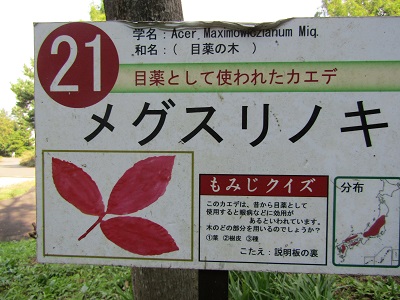 21
学名：Acer Maximowiczianum Miq.
和名：（ 目薬の木 ）
目薬として使われたカエデ
メグスリノキ
もみじクイズ
このカエデは、昔から目薬として
使用すると眼病などに効用が
あるといわれています。
木のどの部分を用いるのでしょうか？
①葉 ②樹皮 ③種
こたえ：説明板の裏
分布